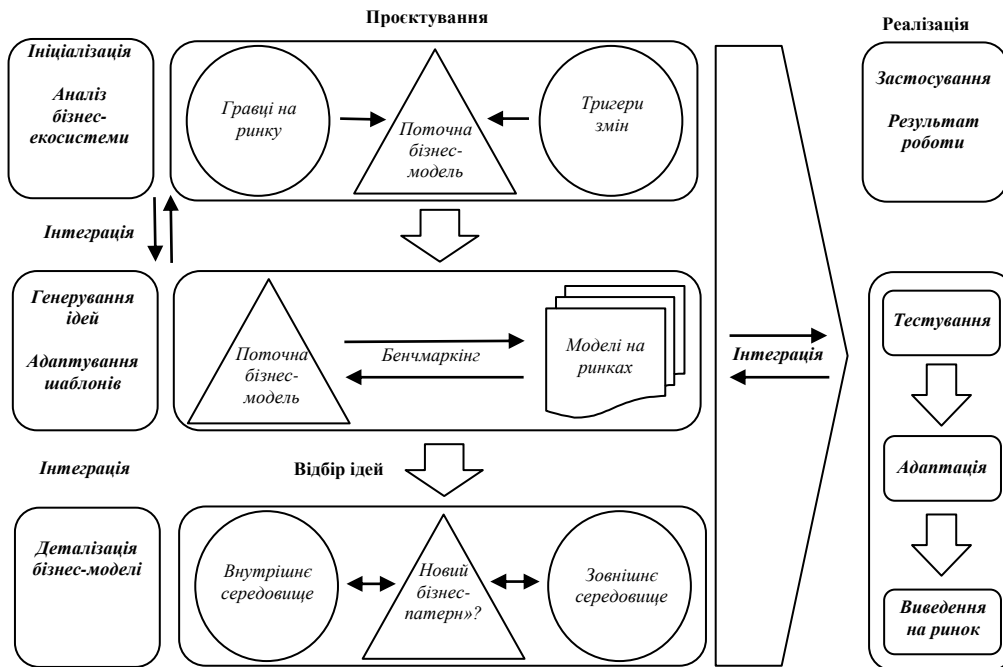 Проєктування
Реалізація
Ініціалізація
Аналіз
бізнес-
екосистеми
Гравці на
ринку
Поточна
бізнес-
модель
Тригери
змін
Застосування
Результат
роботи
Інтеграція
Генерування
ідей
Адаптування
шаблонів
Поточна
бізнес-
модель
Бенчмаркінг
Моделі на
ринках
Інтеграція
Тестування
Інтеграція
Відбір ідей
Адаптація
Деталізація
бізнес-моделі
Внутрішнє
середовище
Новий
бізнес-
патерн»?
Зовнішнє
середовище
Виведення
на ринок